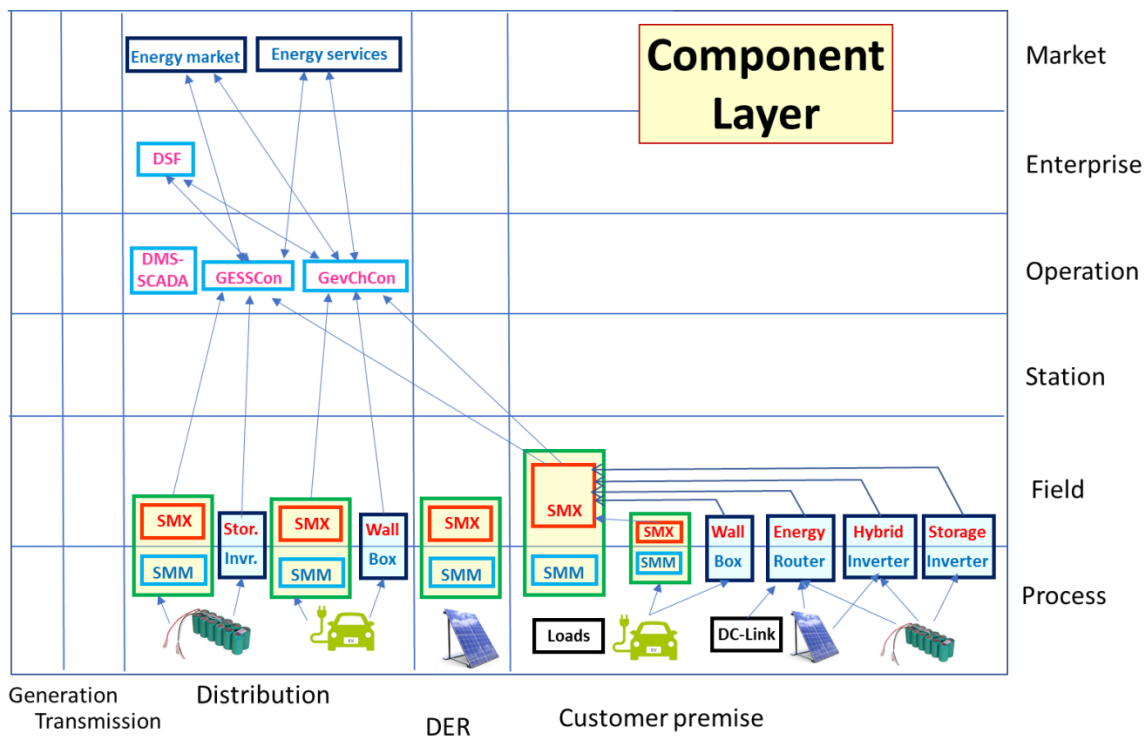 Energy market
Energy services
Component
Layer
Market
DSF
Enterprise
DMS-
SCADA
GESSCon
GevChCon
Operation
Station
SMX
Stor.
Invr.
SMM
SMX
SMM
Wall
Box
SMX
SMM
SMX
SMM
SMX
SMM
Wall
Box
Energy
Router
Hybrid
Inverter
Storage
Inverter
Field
Process
EV
Loads
EV
DC-Link
Generation
Transmission
Distribution
DER
Customer premise